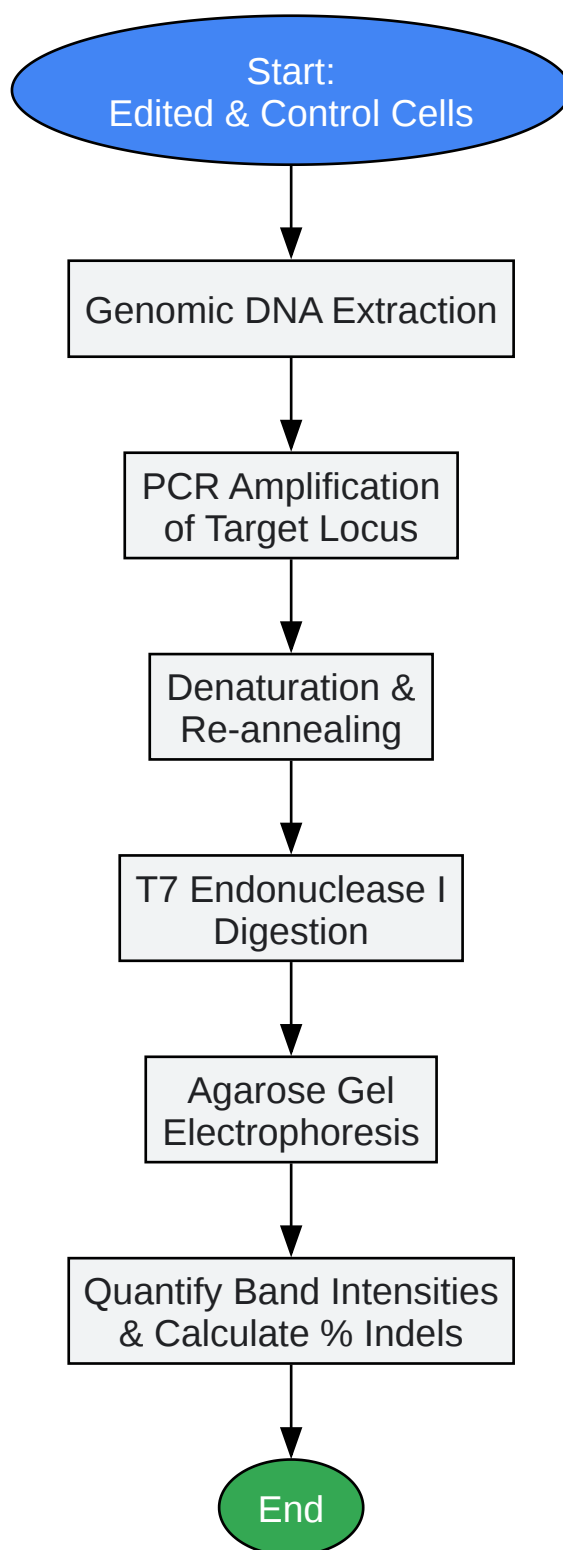 Start:
Edited & Control Cells
Genomic DNA Extraction
PCR Amplification
of Target Locus
Denaturation &
Re-annealing
T7 Endonuclease I
Digestion
Agarose Gel
Electrophoresis
Quantify Band Intensities
& Calculate % Indels
End